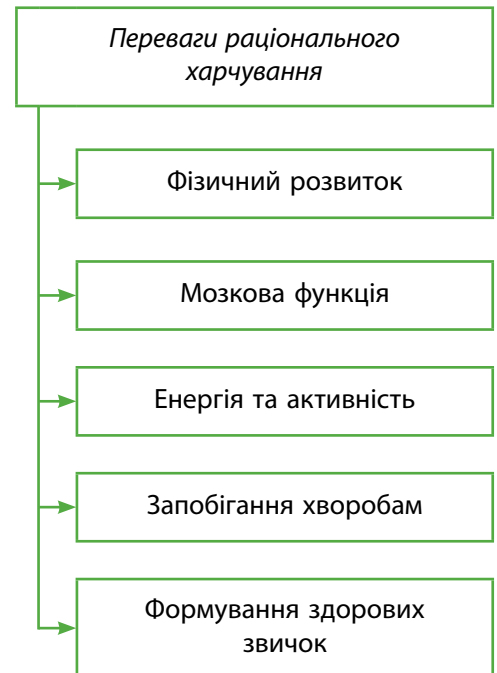 Переваги раціонального
харчування
Фізичний розвиток
Мозкова функція
Енергія та активність
Запобігання хворобам
Формування здорових
звичок